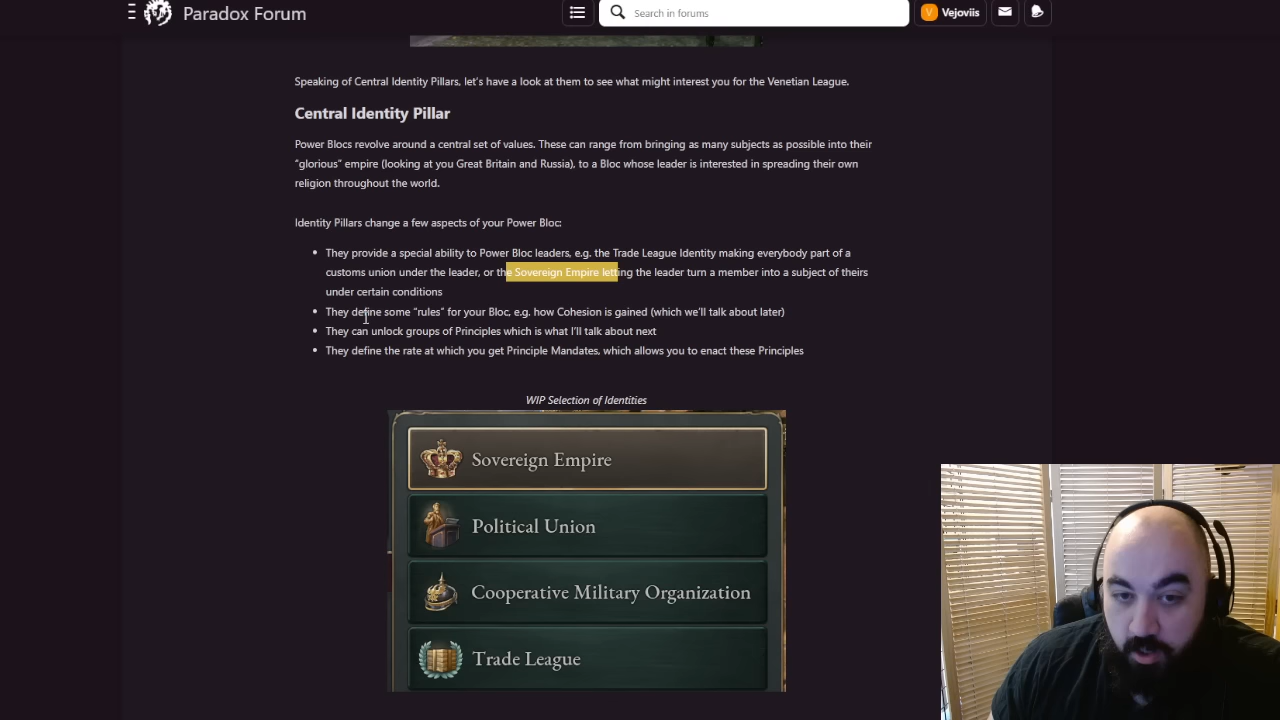 Paradox Forum
Search in forums
V Vejoviis
Speaking of Central Identity Pillars, let's have a look at them to see what might interest you for the Venetian League.
Central Identity Pillar
Power Blocs revolve around a central set of values. These can range from bringing as many subjects as possible into their
"glorious" empire (looking at you Great Britain and Russia), to a Bloc whose leader is interested in spreading their own
religion throughout the world.
Identity Pillars change a few aspects of your Power Bloc:
• They provide a special ability to Power Bloc leaders, e.g. the Trade League Identity making everybody part of a
customs union under the leader, or the Sovereign Empire letting the leader turn a member into a subject of theirs
under certain conditions
• They define some "rules" for your Bloc, e.g. how Cohesion is gained (which we'll talk about later)
• They can unlock groups of Principles which is what I'll talk about next
• They define the rate at which you get Principle Mandates, which allows you to enact these Principles
WIP Selection of Identities
Sovereign Empire
Political Union
Cooperative Military Organization
Trade League